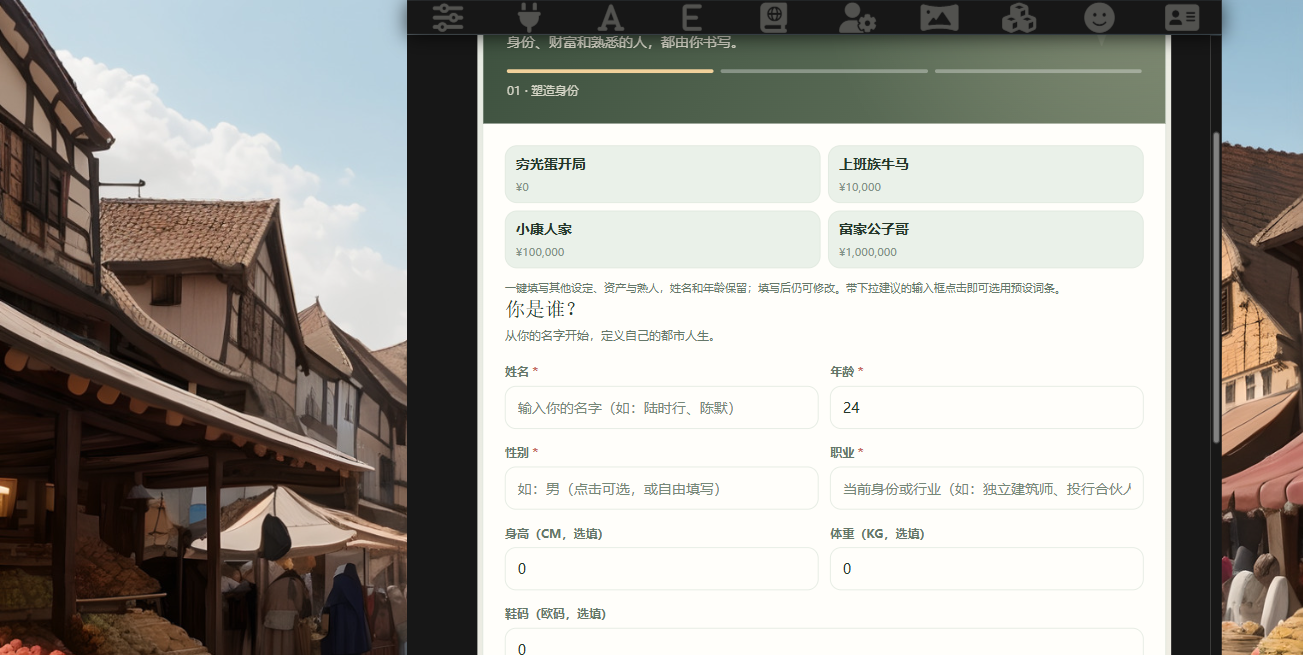 身份、财富和熟悉的人，都由你书写。
01 · 塑造身份
穷光蛋开局
¥0
上班族牛马
¥10,000
小康人家
¥100,000
富家公子哥
¥1,000,000
一键填写其他设定、资产与熟人，姓名和年龄保留；填写后仍可修改。带下拉建议的输入框点击即可选用预设词条。
你是谁？
从你的名字开始，定义自己的都市人生。
姓名 *
年龄 *
输入你的名字（如：陆时行、陈默）
24
性别 *
职业 *
如：男（点击可选，或自由填写）
当前身份或行业（如：独立建筑师、投行合伙人
身高（CM，选填）
体重（KG，选填）
0
0
鞋码（欧码，选填）
0